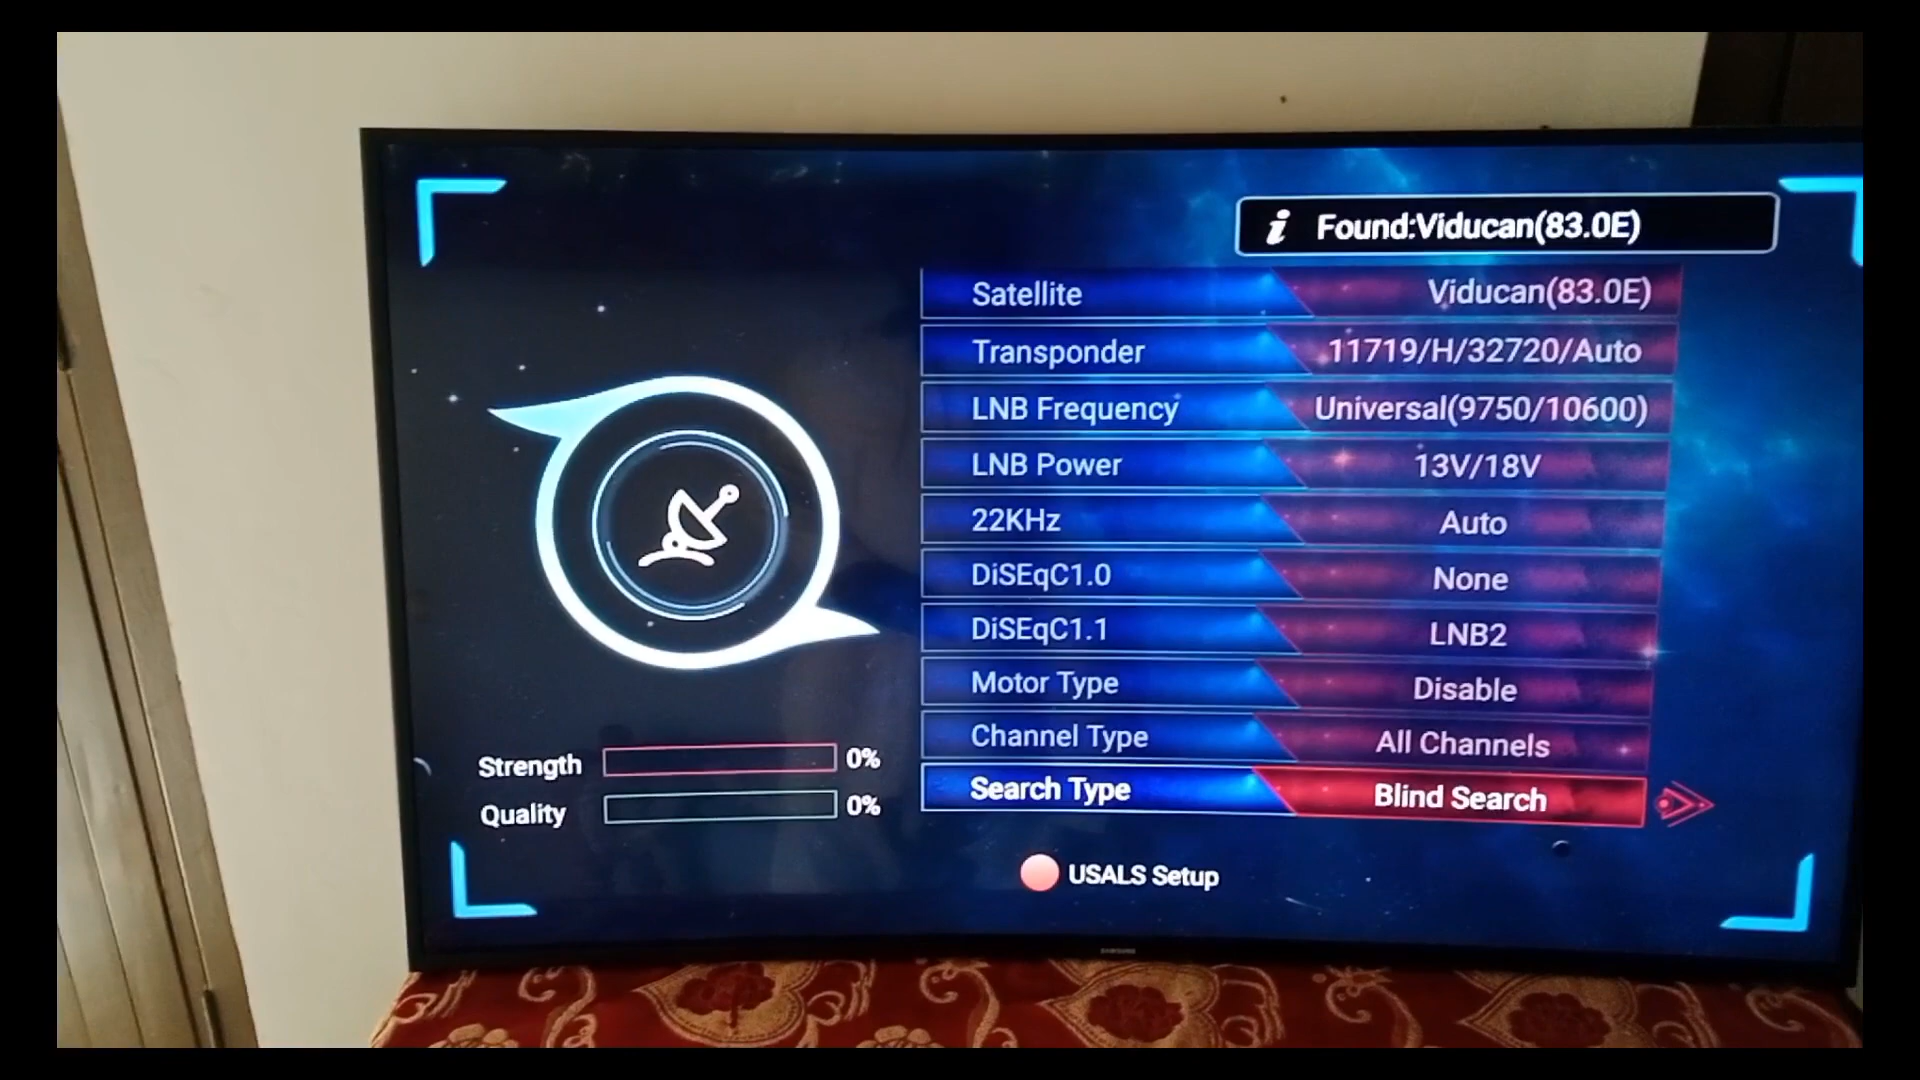 i Found:Viducan(83.0E)
Satellite Viducan(83.0E)
Transponder 11719/H/32720/Auto
LNB Frequency Universal(9750/10600)
LNB Power 13V/18V
22KHz Auto
DiSEqC1.0 None
DiSEqC1.1 LNB2
Motor Type Disable
Channel Type All Channels
Search Type Blind Search
Strength 0%
Quality 0%
USALS Setup
SAMSUNG